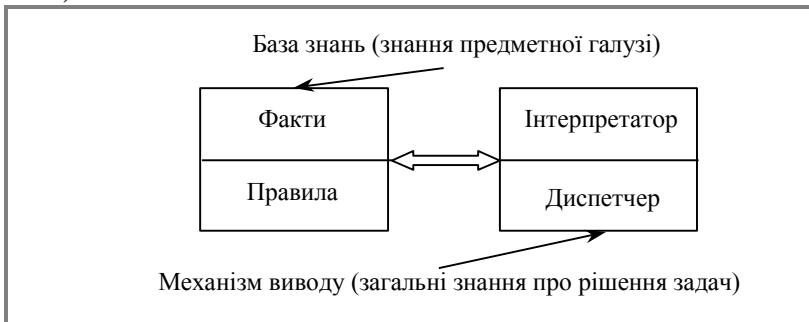 База знань (знання предметної галузі)
Факти
Інтерпретатор
Правила
Диспетчер
Механізм виводу (загальні знання про рішення задач)